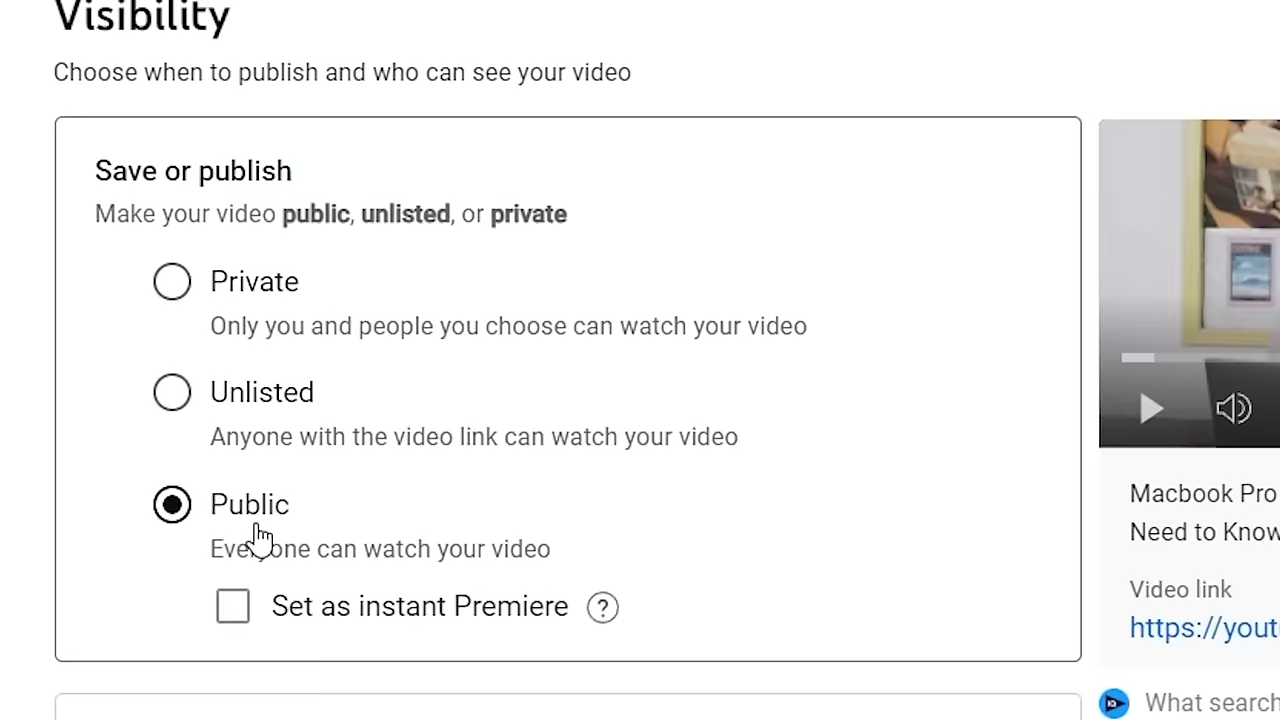 Visibility
Choose when to publish and who can see your video
Save or publish
Make your video public, unlisted, or private
Private
Only you and people you choose can watch your video
Unlisted
Anyone with the video link can watch your video
Public
Everyone can watch your video
Set as instant Premiere ?
Macbook Pro
Need to Know
Video link
https://yout
What search